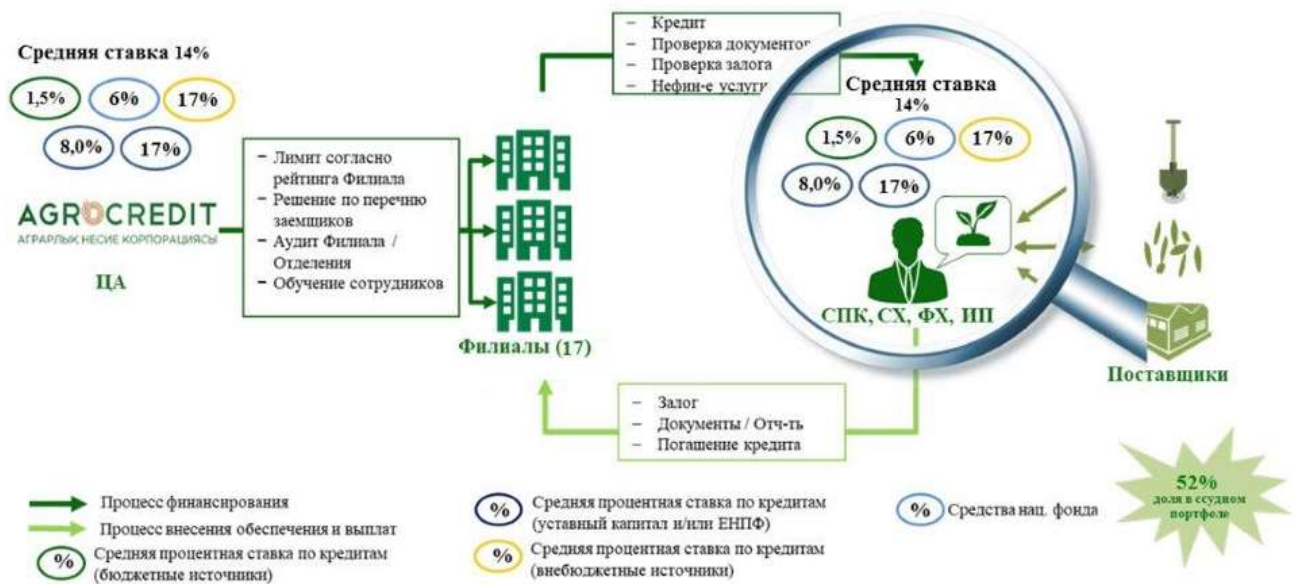 Средняя ставка 14%
1,5%
6%
17%
8,0%
17%
AGROCREDIT
АГРАРЛЫҚ НЕСИЕ КОРПОРАЦИЯСЫ
ЦА
− Лимит согласно
рейтинга Филиала
− Решение по перечню
заемщиков
− Аудит Филиала /
Отделения
− Обучение сотрудников
Филиалы (17)
− Кредит
− Проверка документов
− Проверка залога
− Нефин-е услуги
Средняя ставка
14%
1,5%
6%
17%
8,0%
17%
СПК, СХ, ФХ, ИП
Поставщики
− Залог
− Документы / Отч-ть
− Погашение кредита
52%
доля в ссудном
портфеле
Процесс финансирования
Процесс внесения обеспечения и выплат
% Средняя процентная ставка по кредитам
(бюджетные источники)
% Средняя процентная ставка по кредитам
(уставный капитал и/или ЕНПФ)
% Средняя процентная ставка по кредитам
(внебюджетные источники)
% Средства нац. фонда